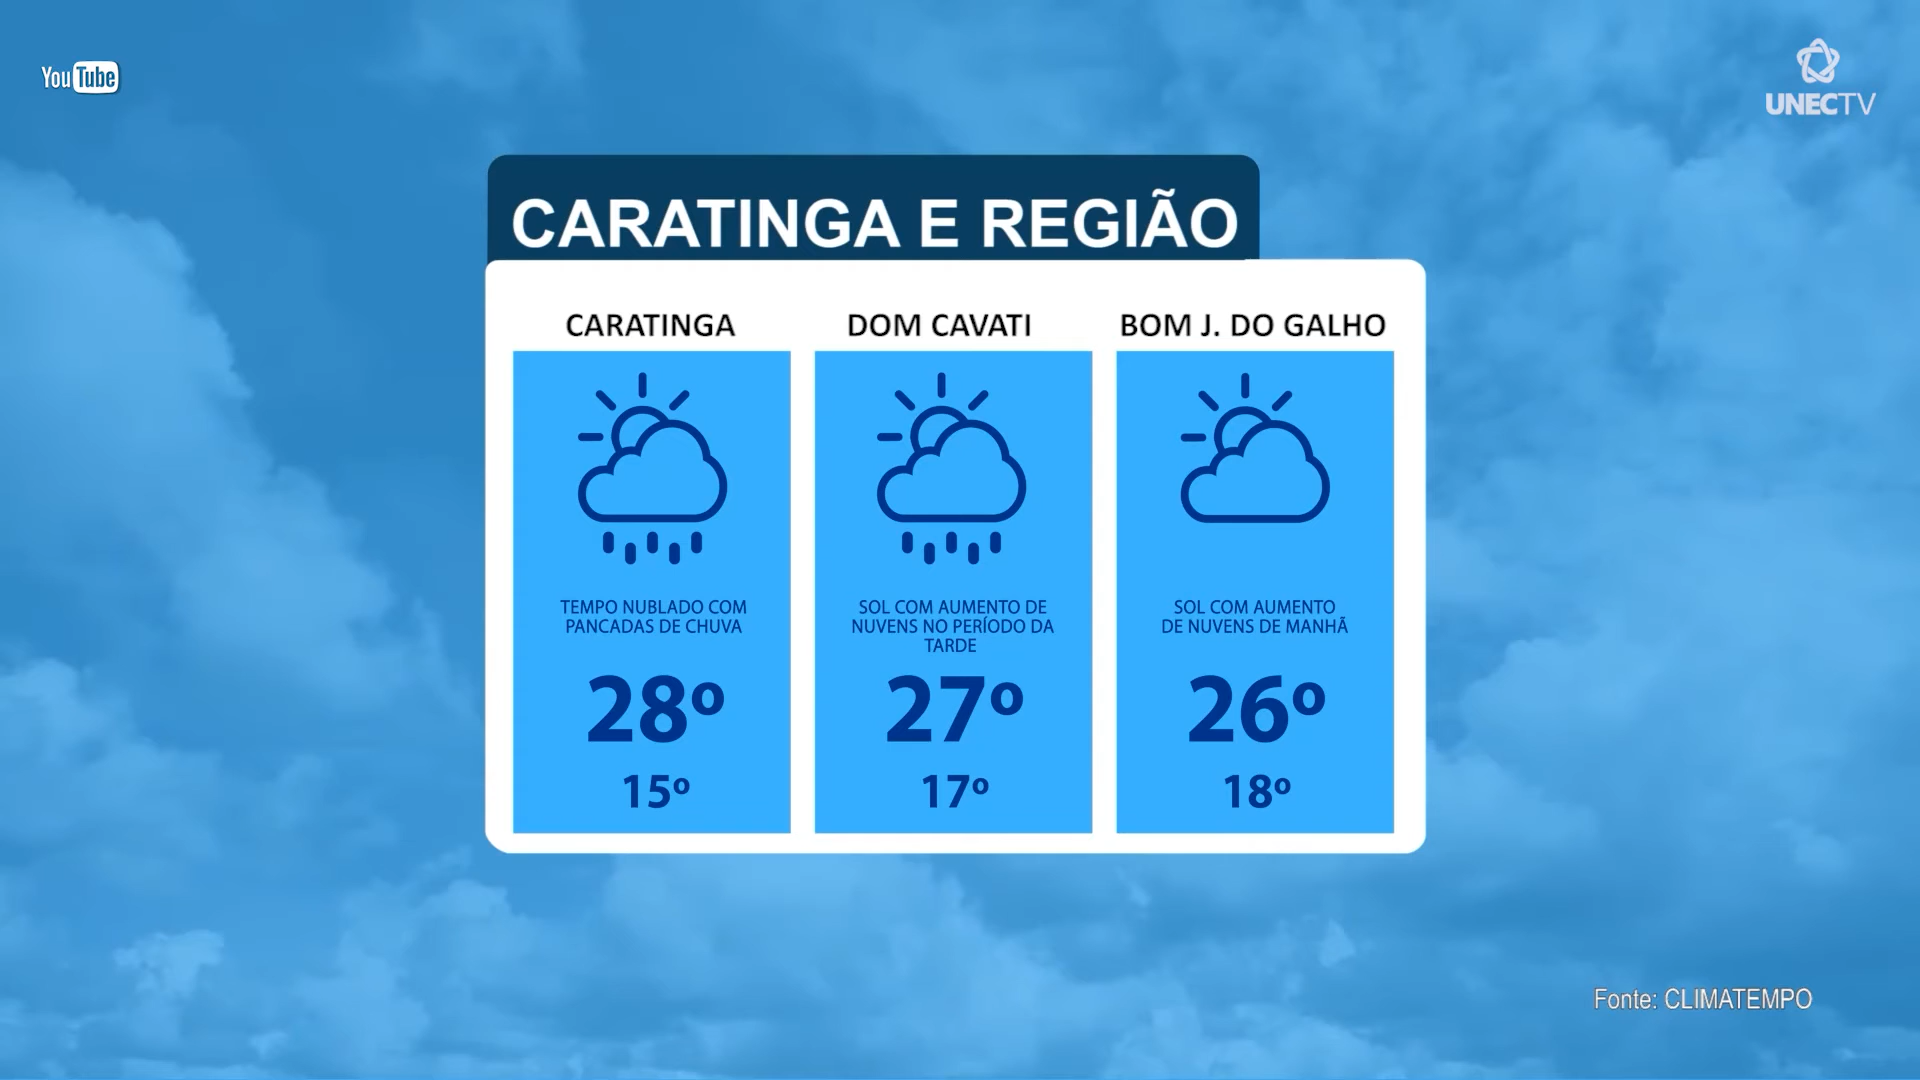 YouTube
UNECTV
CARATINGA E REGIÃO
CARATINGA
TEMPO NUBLADO COM
PANCADAS DE CHUVA
28º
15º
DOM CAVATI
SOL COM AUMENTO DE
NUVENS NO PERÍODO DA
TARDE
27º
17º
BOM J. DO GALHO
SOL COM AUMENTO
DE NUVENS DE MANHÃ
26º
18º
Fonte: CLIMATEMPO